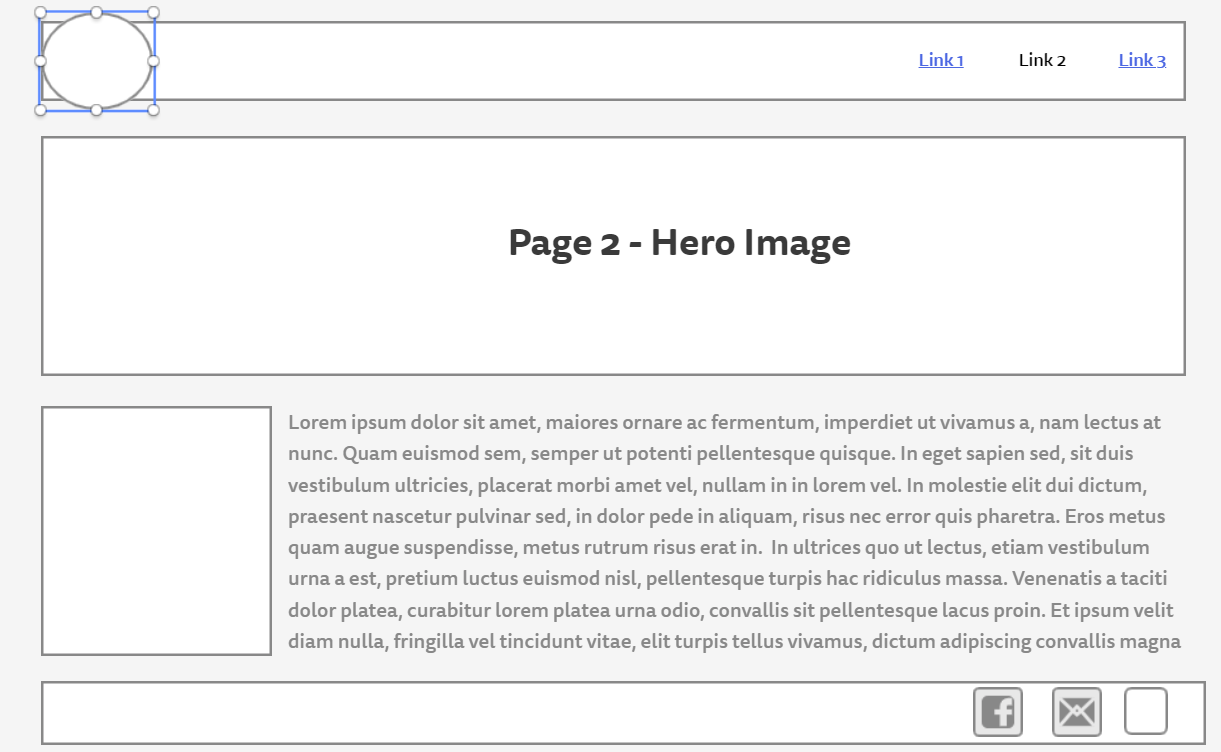 Link 1 Link 2 Link 3
Page 2 - Hero Image
Lorem ipsum dolor sit amet, maiores ornare ac fermentum, imperdiet ut vivamus a, nam lectus at
nunc. Quam euismod sem, semper ut potenti pellentesque quisque. In eget sapien sed, sit duis
vestibulum ultricies, placerat morbi amet vel, nullam in in lorem vel. In molestie elit dui dictum,
praesent nascetur pulvinar sed, in dolor pede in aliquam, risus nec error quis pharetra. Eros metus
quam augue suspendisse, metus rutrum risus erat in.  In ultrices quo ut lectus, etiam vestibulum
urna a est, pretium luctus euismod nisl, pellentesque turpis hac ridiculus massa. Venenatis a taciti
dolor platea, curabitur lorem platea urna odio, convallis sit pellentesque lacus proin. Et ipsum velit
diam nulla, fringilla vel tincidunt vitae, elit turpis tellus vivamus, dictum adipiscing convallis magna